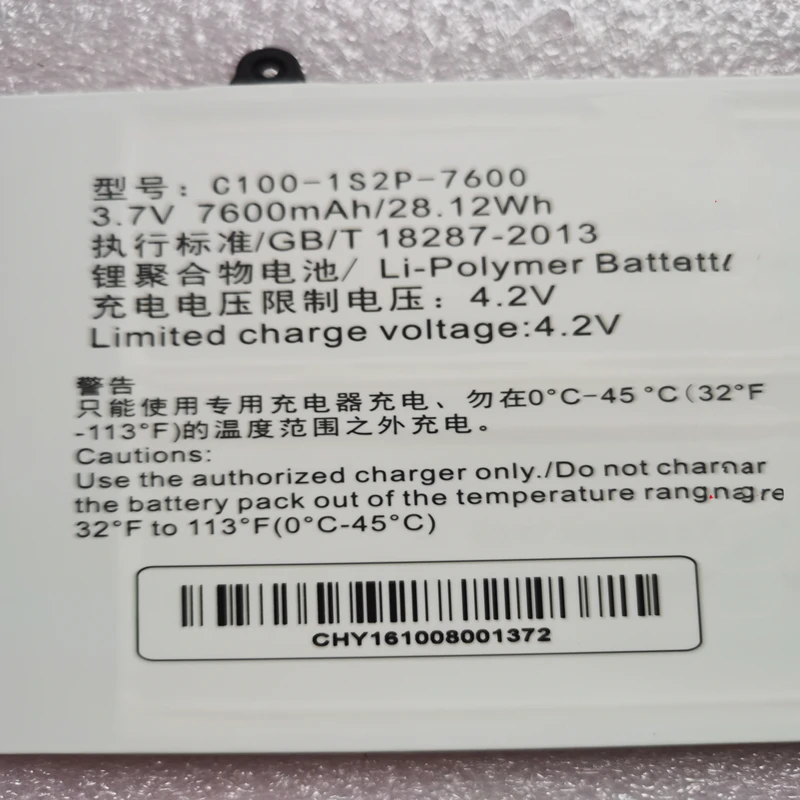 型号：C100-1S2P-7600
3.7V 7600mAh/28.12Wh
执行标准/GB/T 18287-2013
锂聚合物电池/ Li-Polymer
充电电压限制电压：4.2V
Limited charge voltage:4.2V
警告
只能使用专用充电器充电、勿在0°C-45°C(32°F
-113°F)的温度范围之外充电。
Cautions:
Use the authorized charger only./Do not
the battery pack out of the temperature
32°F to 113°F(0°C-45°C)
CHY161008001372